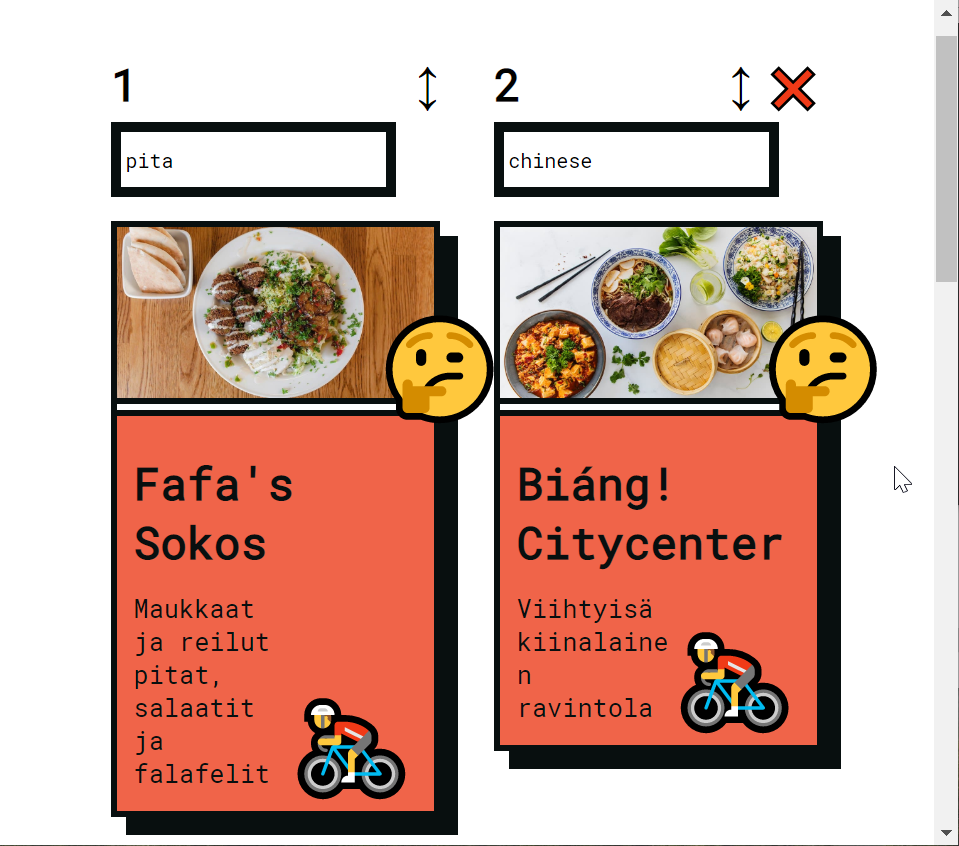 1
2
pita
chinese
Fafa's
Sokos
Maukkaat
ja reilut
pitat,
salaatit
ja
falafelit
Biáng!
Citycenter
Viihtyisä
kiinalaine
n
ravintola